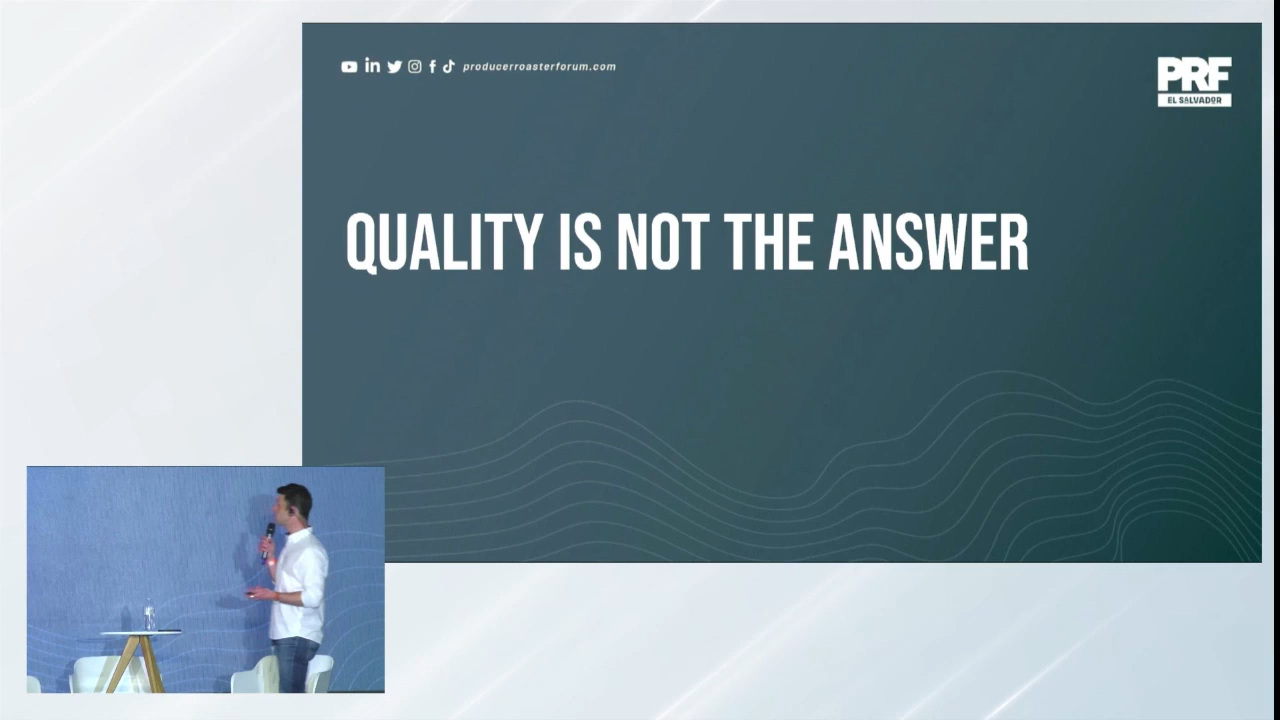 producerroasterforum.com
PRF
EL SALVADOR
QUALITY IS NOT THE ANSWER